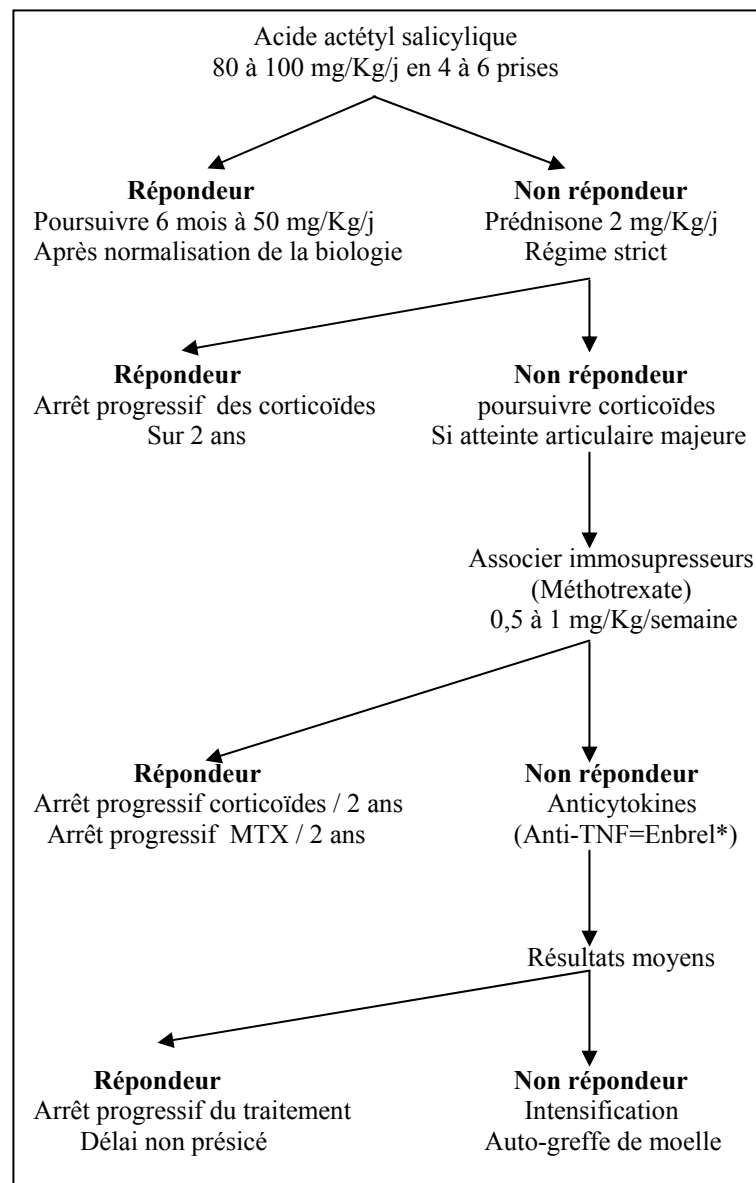 Acide actétyl salicylique
80 à 100 mg/Kg/j en 4 à 6 prises
Répondeur
Poursuivre 6 mois à 50 mg/Kg/j
Après normalisation de la biologie
Non répondeur
Prédnisone 2 mg/Kg/j
Régime strict
Répondeur
Arrêt progressif des corticoïdes
Sur 2 ans
Non répondeur
poursuivre corticoïdes
Si atteinte articulaire majeure
Associer immosupresseurs
(Méthotrexate)
0,5 à 1 mg/Kg/semaine
Répondeur
Arrêt progressif corticoïdes / 2 ans
Arrêt progressif MTX / 2 ans
Non répondeur
Anticytokines
(Anti-TNF=Enbrel*)
Résultats moyens
Répondeur
Arrêt progressif du traitement
Délai non présicé
Non répondeur
Intensification
Auto-greffe de moelle